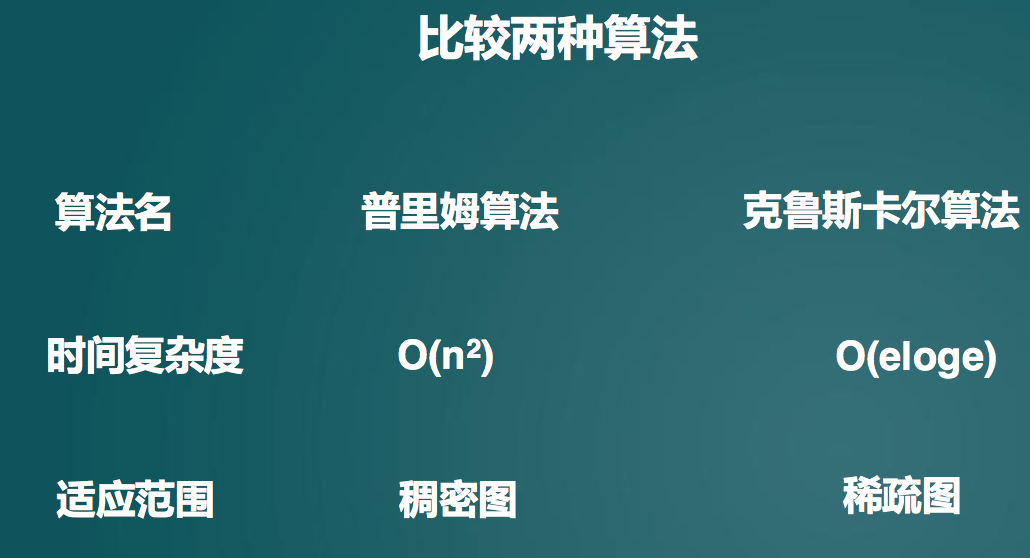 比较两种算法
算法名 普里姆算法 克鲁斯卡尔算法
时间复杂度 O(n²) O(eloge)
适应范围 稠密图 稀疏图